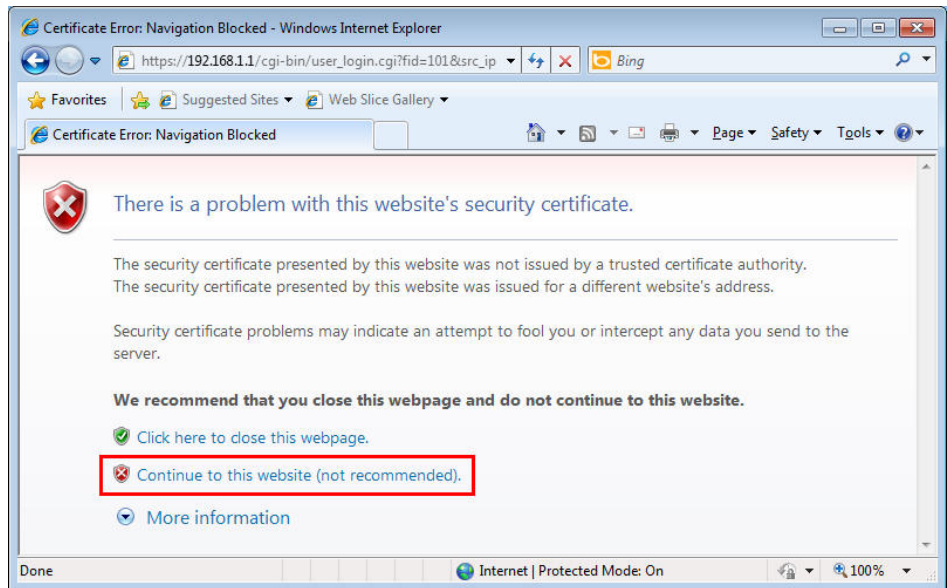 Certificate Error: Navigation Blocked - Windows Internet Explorer
https://192.168.1.1/cgi-bin/user_login.cgi?fid=101&src_ip
Bing
Favorites
Suggested Sites
Web Slice Gallery
Certificate Error: Navigation Blocked
Page
Safety
Tools
There is a problem with this website's security certificate.
The security certificate presented by this website was not issued by a trusted certificate authority.
The security certificate presented by this website was issued for a different website's address.
Security certificate problems may indicate an attempt to fool you or intercept any data you send to the
server.
We recommend that you close this webpage and do not continue to this website.
Click here to close this webpage.
Continue to this website (not recommended).
More information
Done
Internet | Protected Mode: On
100%